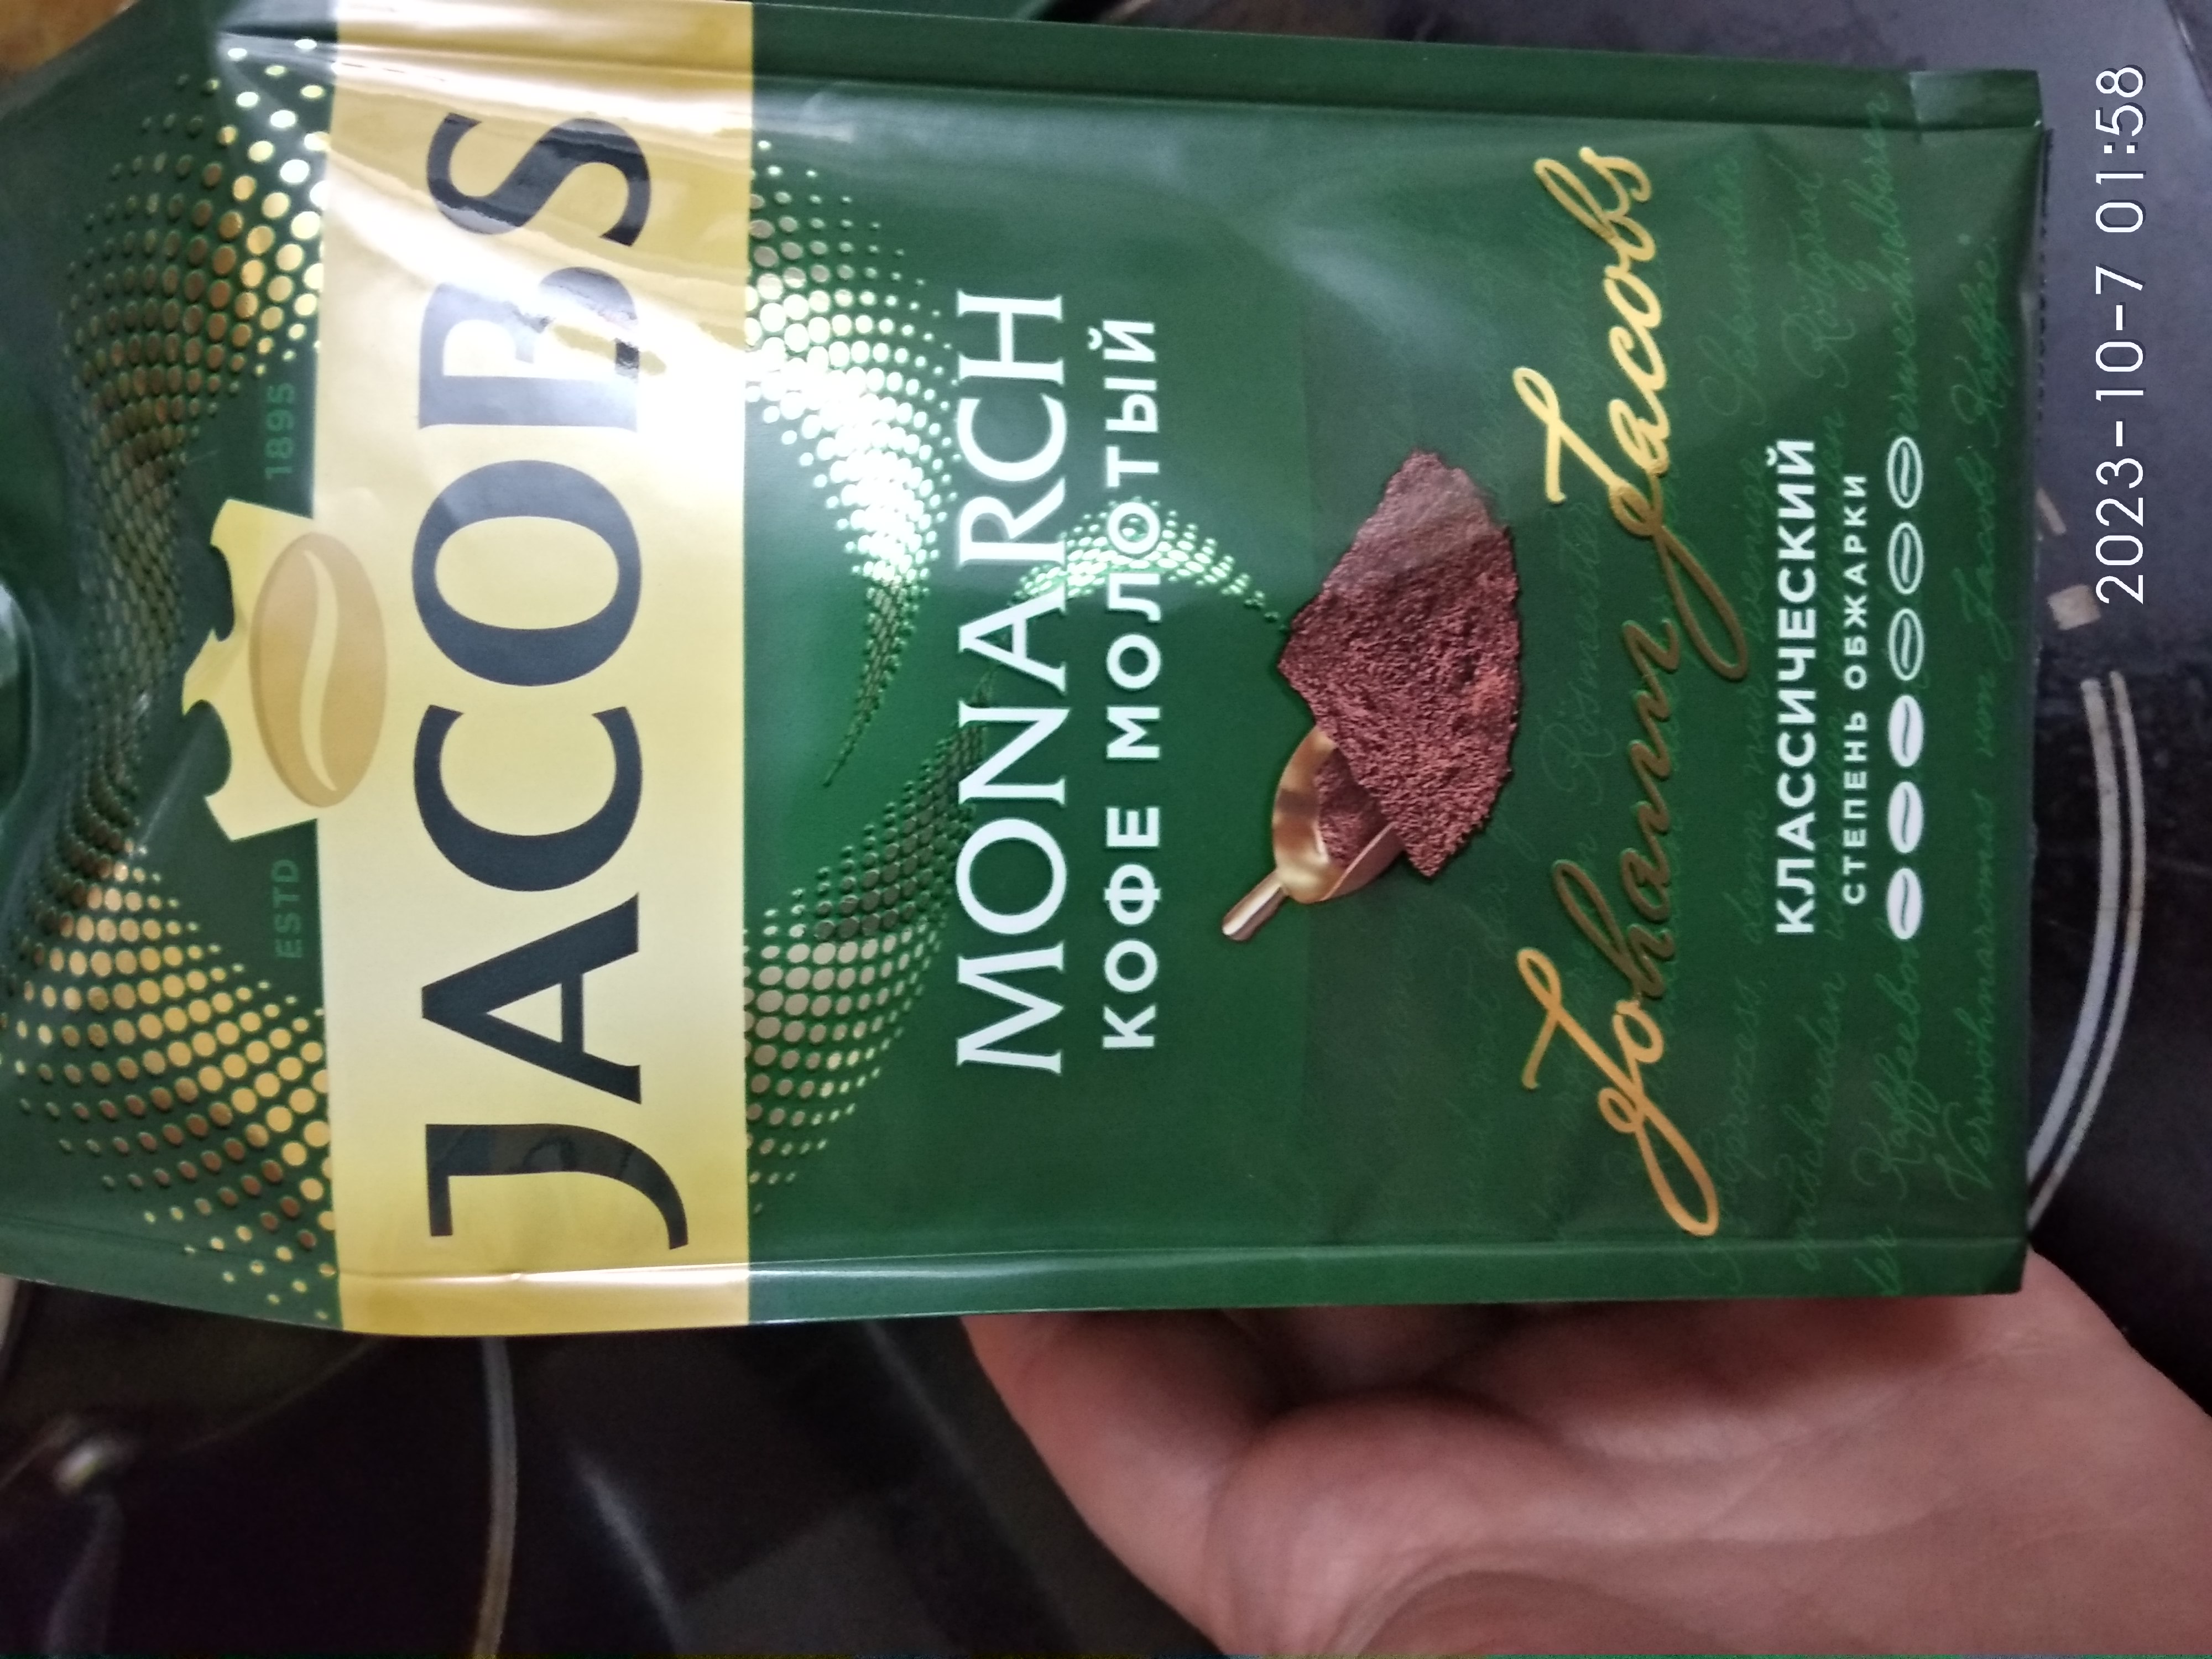 ESTD 1895
JACOBS
MONARCH
КОФЕ МОЛОТЫЙ
Johann Jacobs
КЛАССИЧЕСКИЙ
СТЕПЕНЬ ОБЖАРКИ
2023-10-7 01:58